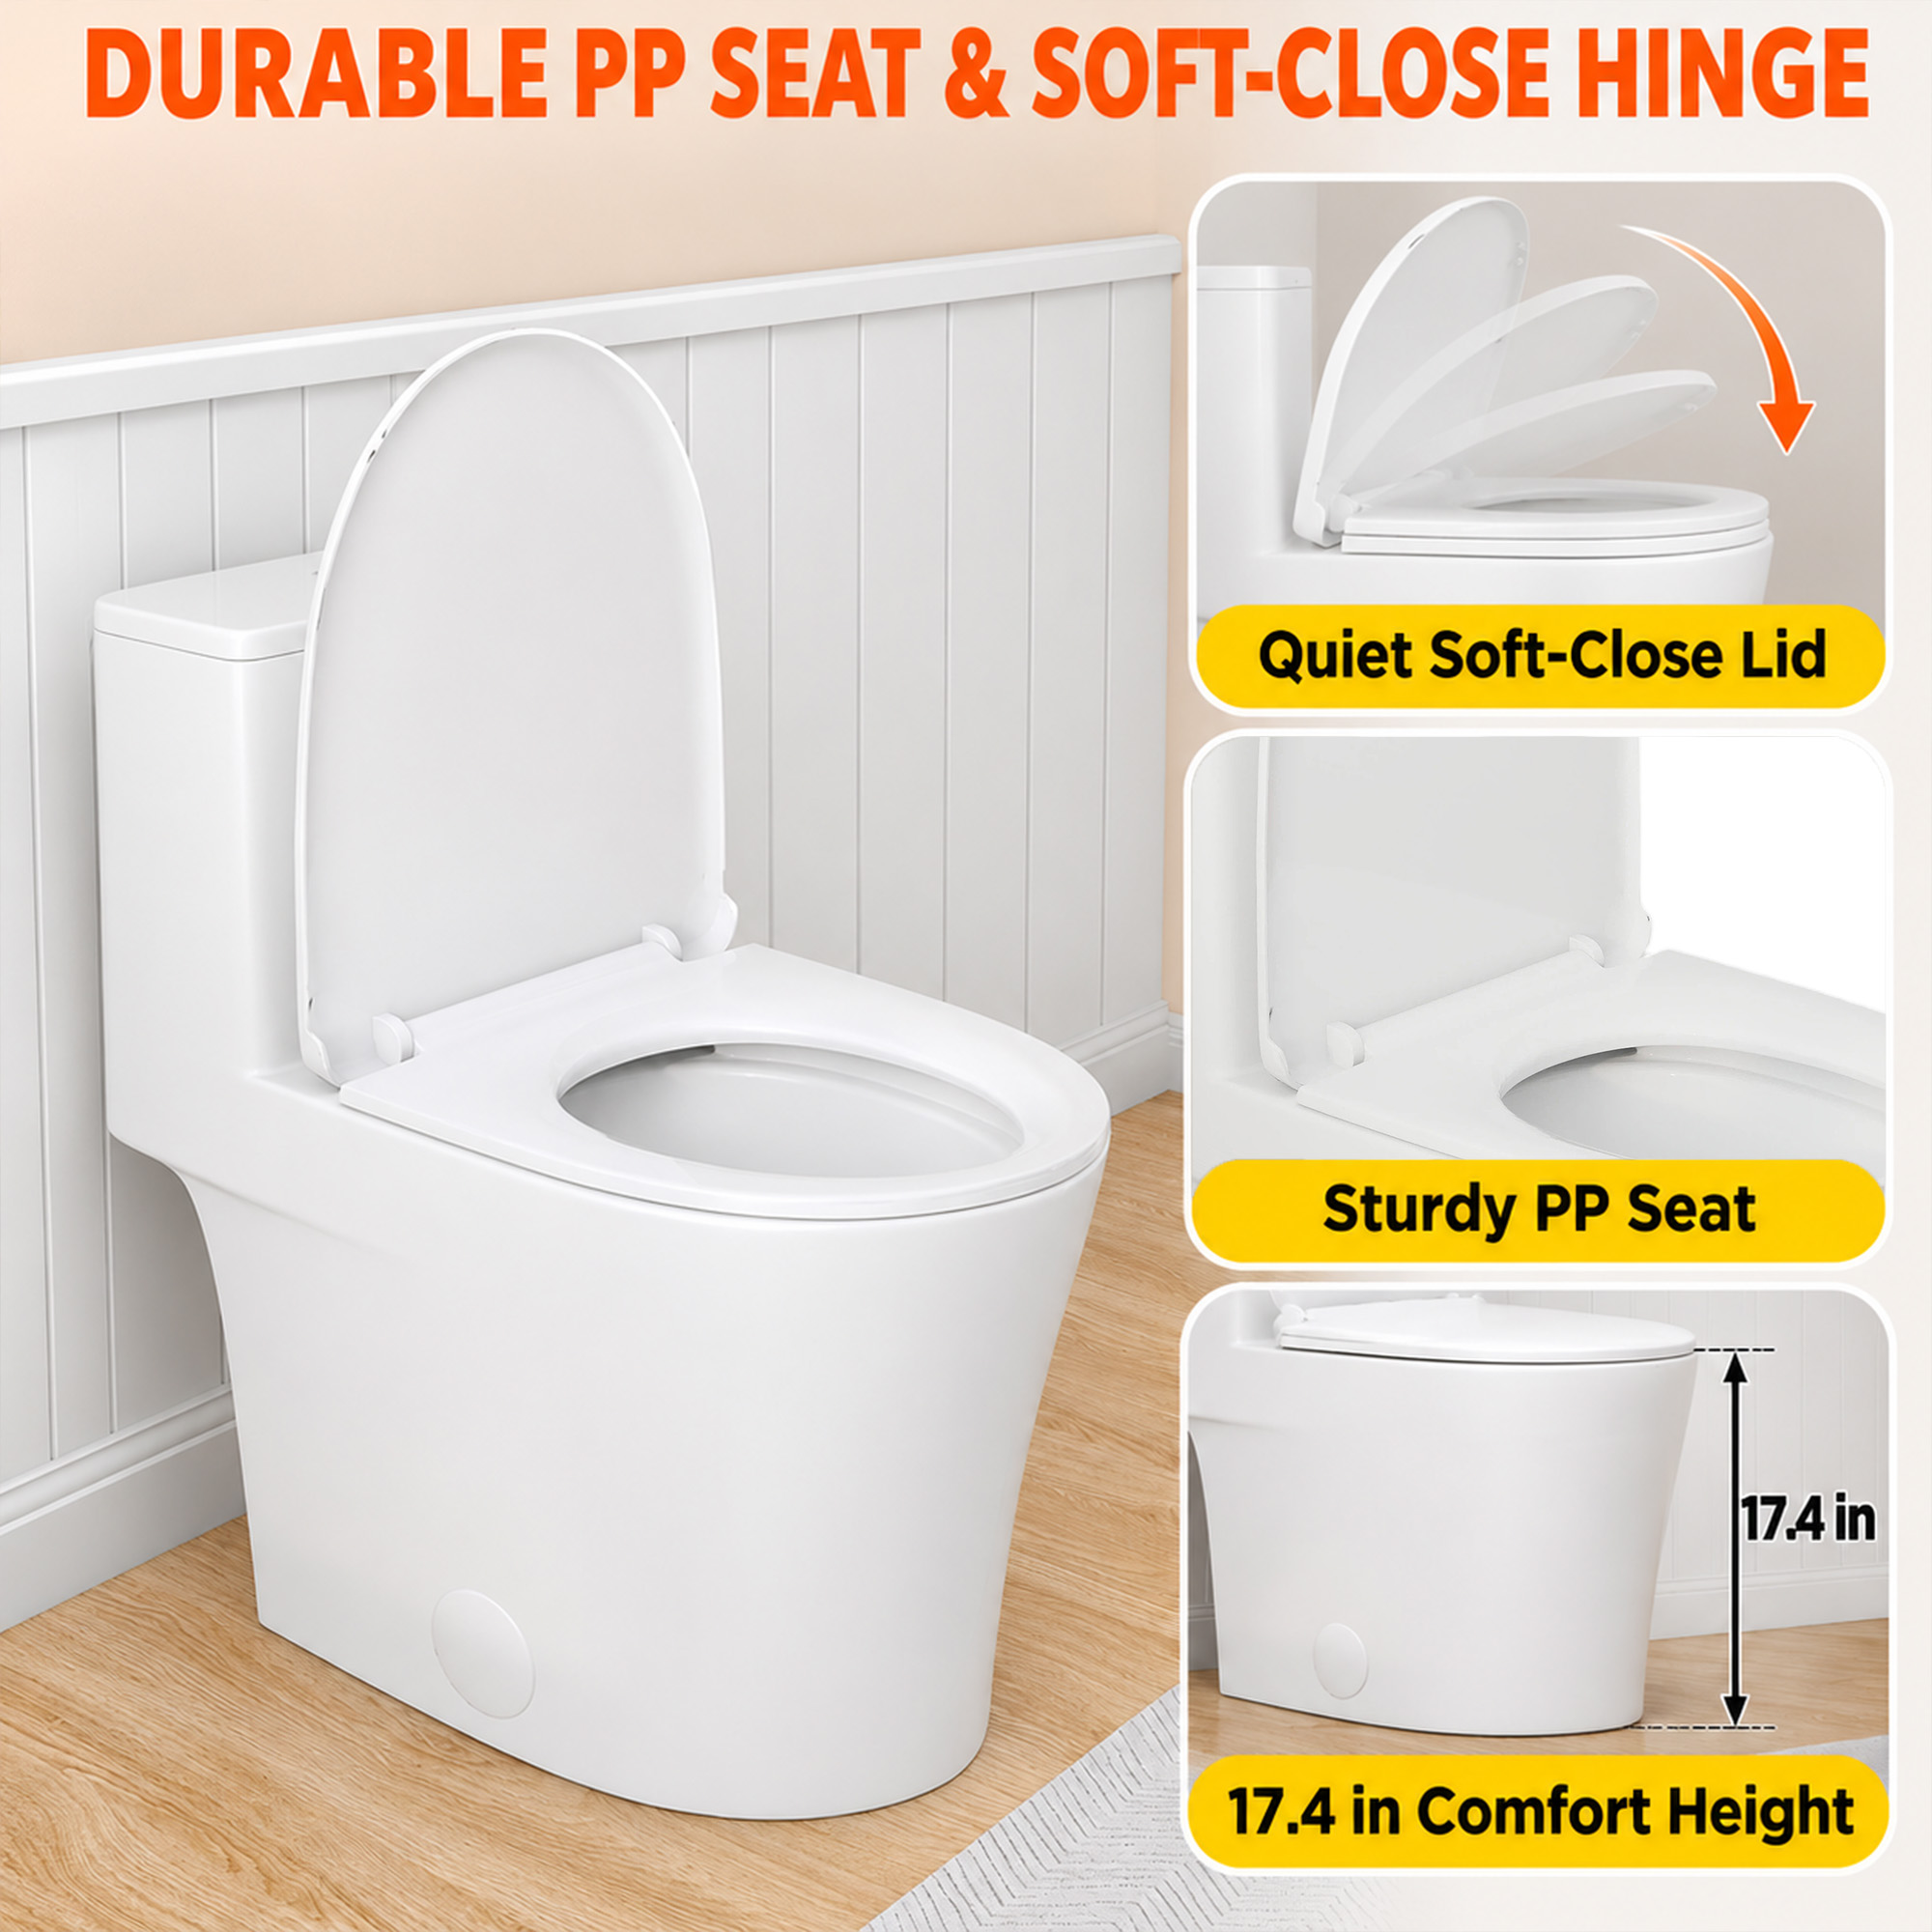 DURABLE PP SEAT & SOFT-CLOSE HINGE
Quiet Soft-Close Lid
Sturdy PP Seat
17.4 in
17.4 in Comfort Height